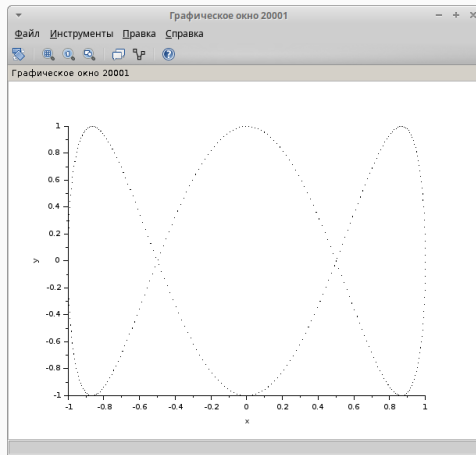 Графическое окно 20001
Файл Инструменты Правка Справка
Графическое окно 20001
1
0.8
0.6
0.4
0.2
0
-0.2
-0.4
-0.6
-0.8
-1
y
-1 -0.8 -0.6 -0.4 -0.2 0 0.2 0.4 0.6 0.8 1
x